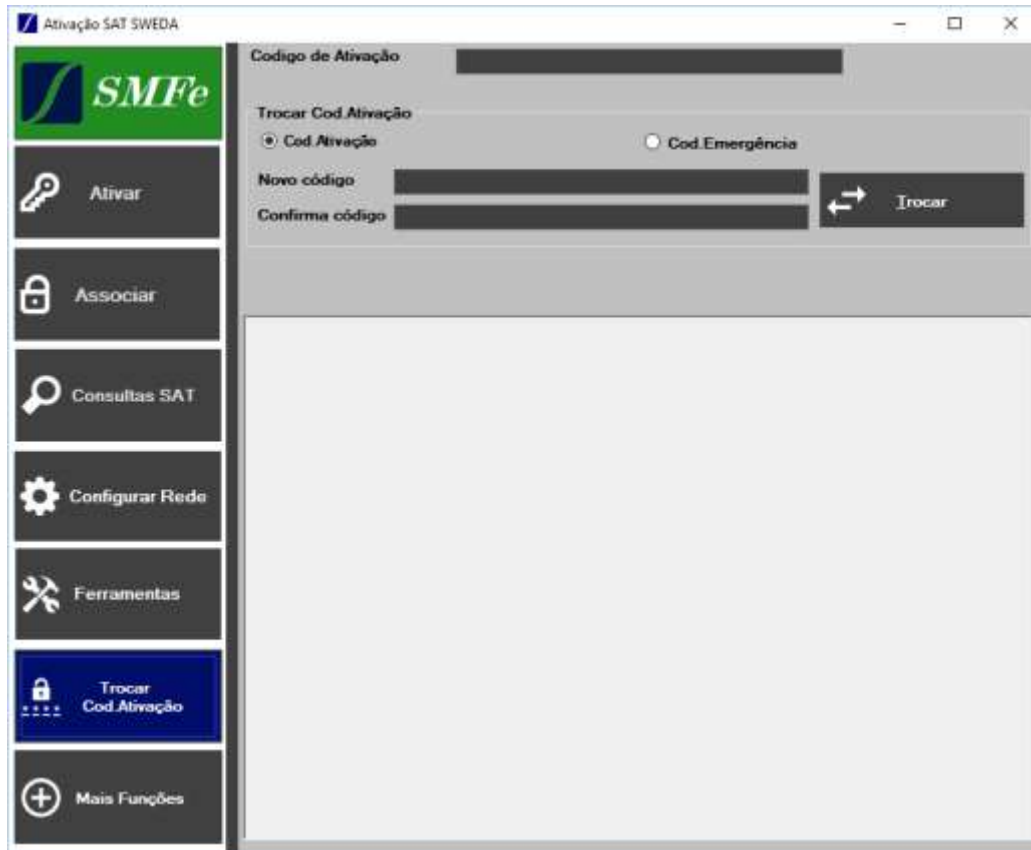 Ativação SAT SWEDA
SMFe
Ativar
Associar
Consultas SAT
Configurar Rede
Ferramentas
Trocar
Cod.Ativação
Mais Funções
Codigo de Ativação
Trocar Cod.Ativação
Cod.Ativação
Cod.Emergência
Novo código
Confirma código
Trocar